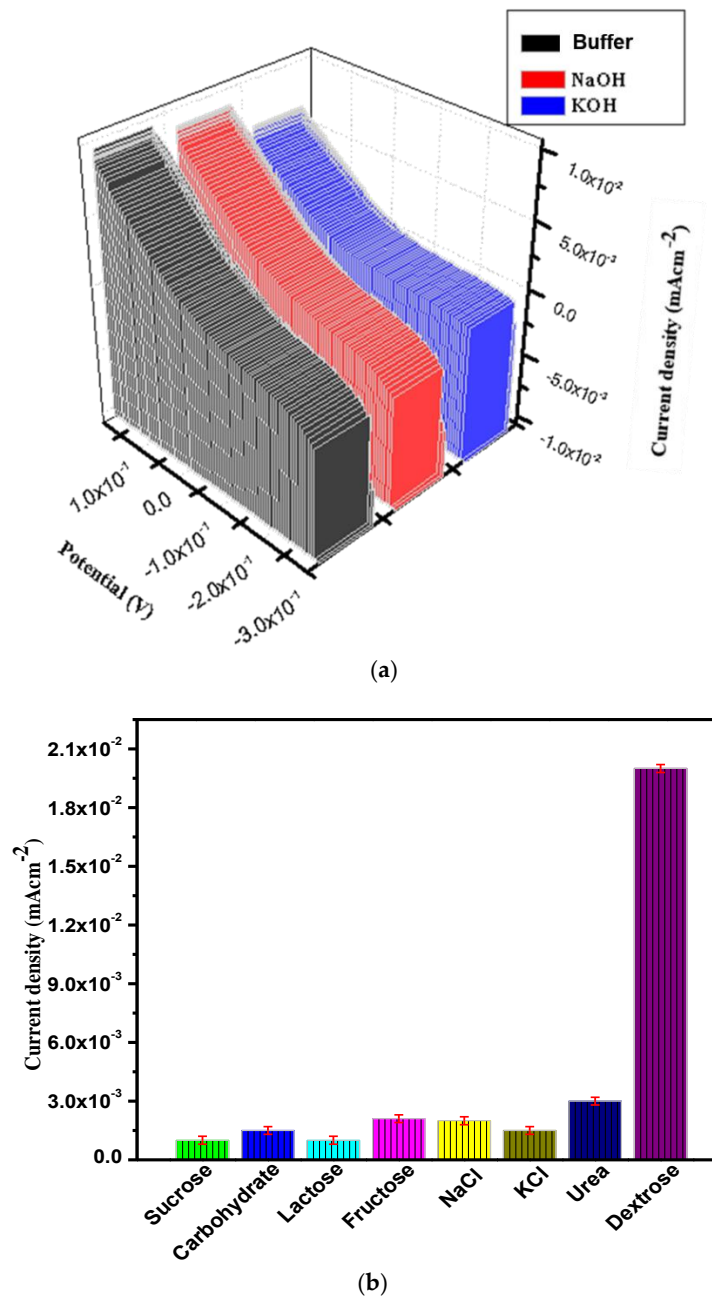 Buffer
NaOH
KOH
1.0x10⁻²
5.0x10⁻³
0.0
-5.0x10⁻³
-1.0x10⁻²
Current density (mAcm⁻²)
1.0x10⁻¹
0.0
-1.0x10⁻¹
-2.0x10⁻¹
-3.0x10⁻¹
Potential (V)
(a)
2.1x10⁻²
1.8x10⁻²
1.5x10⁻²
1.2x10⁻²
9.0x10⁻³
6.0x10⁻³
3.0x10⁻³
0.0
Current density (mAcm⁻²)
Sucrose
Carbohydrate
Lactose
Fructose
NaCl
KCl
Urea
Dextrose
(b)